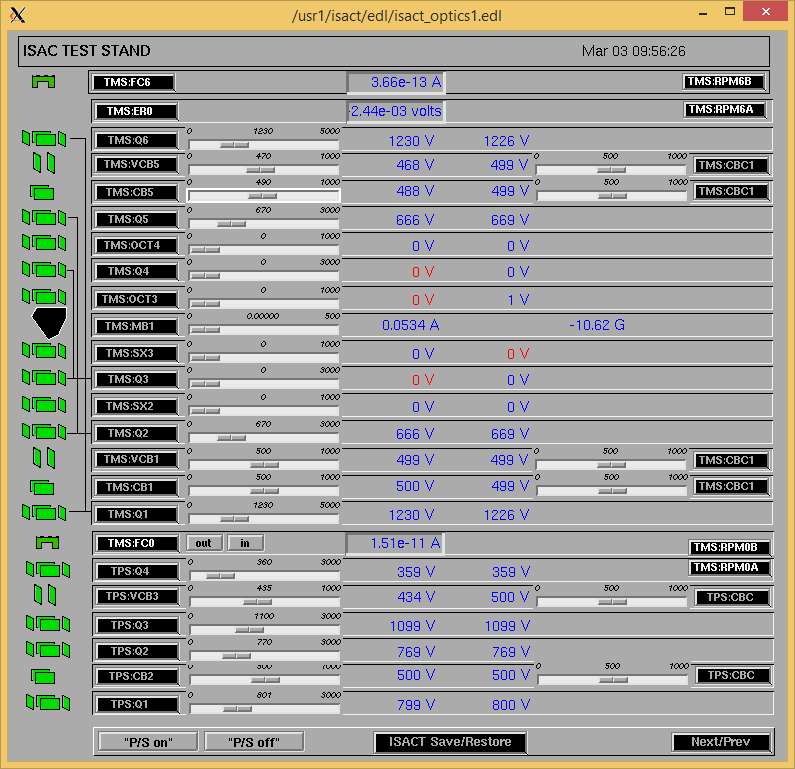 /usr1/isact/edl/isact_optics1.edl
ISAC TEST STAND Mar 03 09:56:26
TMS:FC6 3.66e-13 A TMS:RPM6B
TMS:ER0 -2.44e-03 volts TMS:RPM6A
TMS:Q6 0 1230 5000 1230 V 1226 V
TMS:VCB5 0 470 1000 468 V 499 V 0 500 1000 TMS:CBC1
TMS:CB5 0 490 1000 488 V 499 V 0 500 1000 TMS:CBC1
TMS:Q5 0 670 3000 666 V 669 V
TMS:OCT4 0 0 1000 0 V 0 V
TMS:Q4 0 0 3000 0 V 0 V
TMS:OCT3 0 0 1000 0 V 1 V
TMS:MB1 0 0.00000 500 0.0534 A -10.62 G
TMS:SX3 0 0 1000 0 V 0 V
TMS:Q3 0 0 3000 0 V 0 V
TMS:SX2 0 0 1000 0 V 0 V
TMS:Q2 0 670 3000 666 V 669 V
TMS:VCB1 0 500 1000 499 V 499 V 0 500 1000 TMS:CBC1
TMS:CB1 0 500 1000 500 V 499 V 0 500 1000 TMS:CBC1
TMS:Q1 0 1230 5000 1230 V 1226 V
TMS:FC0 out in 1.51e-11 A TMS:RPM0B
TPS:Q4 0 360 3000 359 V 359 V TMS:RPM0A
TPS:VCB3 0 435 1000 434 V 500 V 0 500 1000 TPS:CBC
TPS:Q3 0 1100 3000 1099 V 1099 V
TPS:Q2 0 770 3000 769 V 769 V
TPS:CB2 0 500 1000 500 V 500 V 0 500 1000 TPS:CBC
TPS:Q1 0 801 3000 799 V 800 V
"P/S on" "P/S off" ISACT Save/Restore Next/Prev